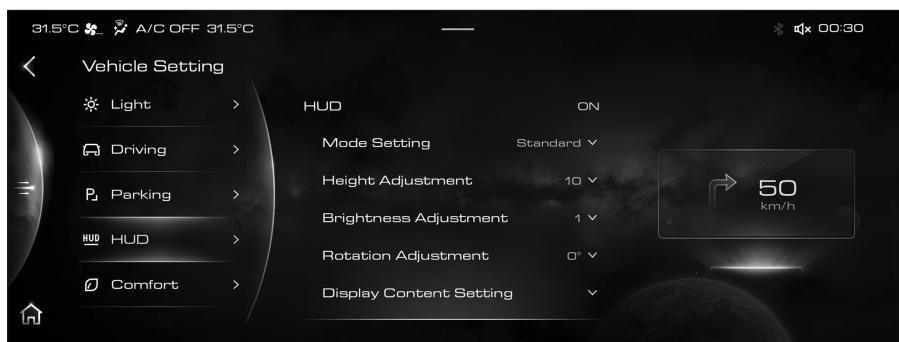 31.5°C A/C OFF 31.5°C 00:30
Vehicle Setting
Light
Driving
Parking
HUD HUD
Comfort
HUD ON
Mode Setting Standard
Height Adjustment 10
Brightness Adjustment 1
Rotation Adjustment 0°
Display Content Setting
50
km/h